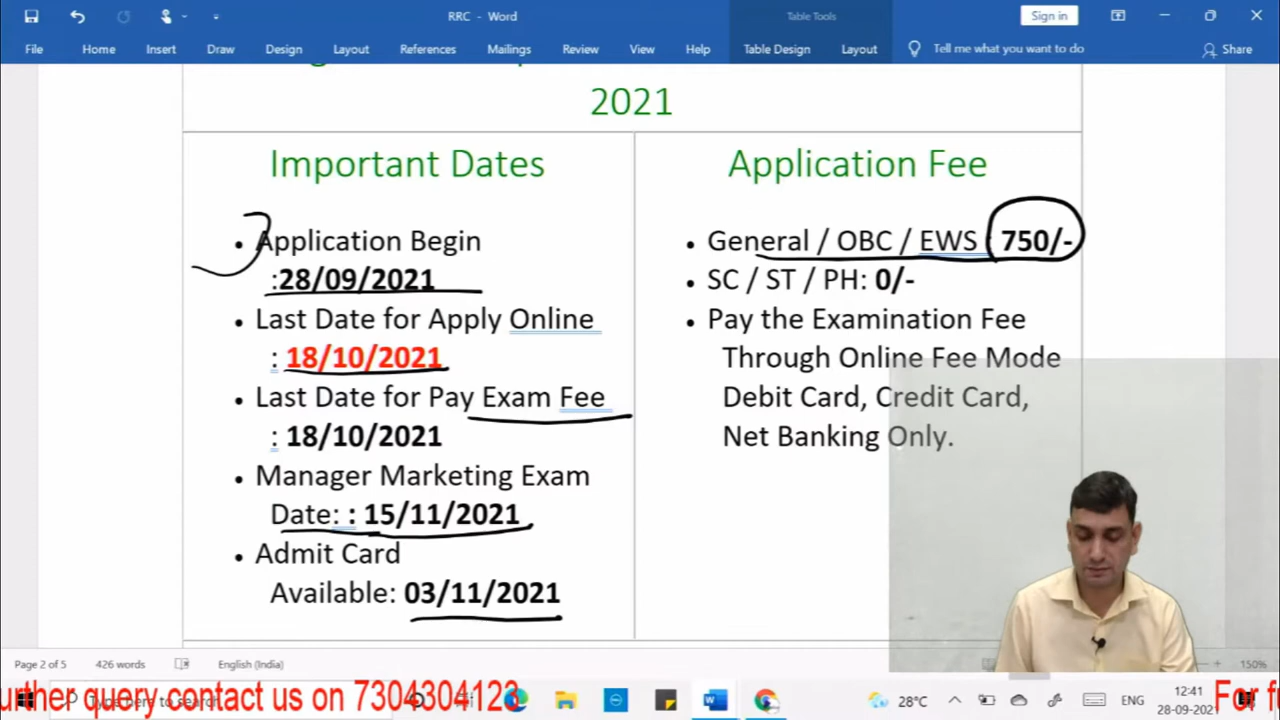 RRC - Word
Table Tools
Sign in
File Home Insert Draw Design Layout References Mailings Review View Help Table Design Layout Tell me what you want to do Share
2021
Important Dates
Application Begin
:28/09/2021
Last Date for Apply Online
: 18/10/2021
Last Date for Pay Exam Fee
: 18/10/2021
Manager Marketing Exam
Date: : 15/11/2021
Admit Card
Available: 03/11/2021
Application Fee
General / OBC / EWS 750/-
SC / ST / PH: 0/-
Pay the Examination Fee
Through Online Fee Mode
Debit Card, Credit Card,
Net Banking Only.
Page 2 of 5 426 words English (India) 150%
urther query contact us on 7304304123 For f
Type here to search
28°C ENG
12:41
28-09-2021